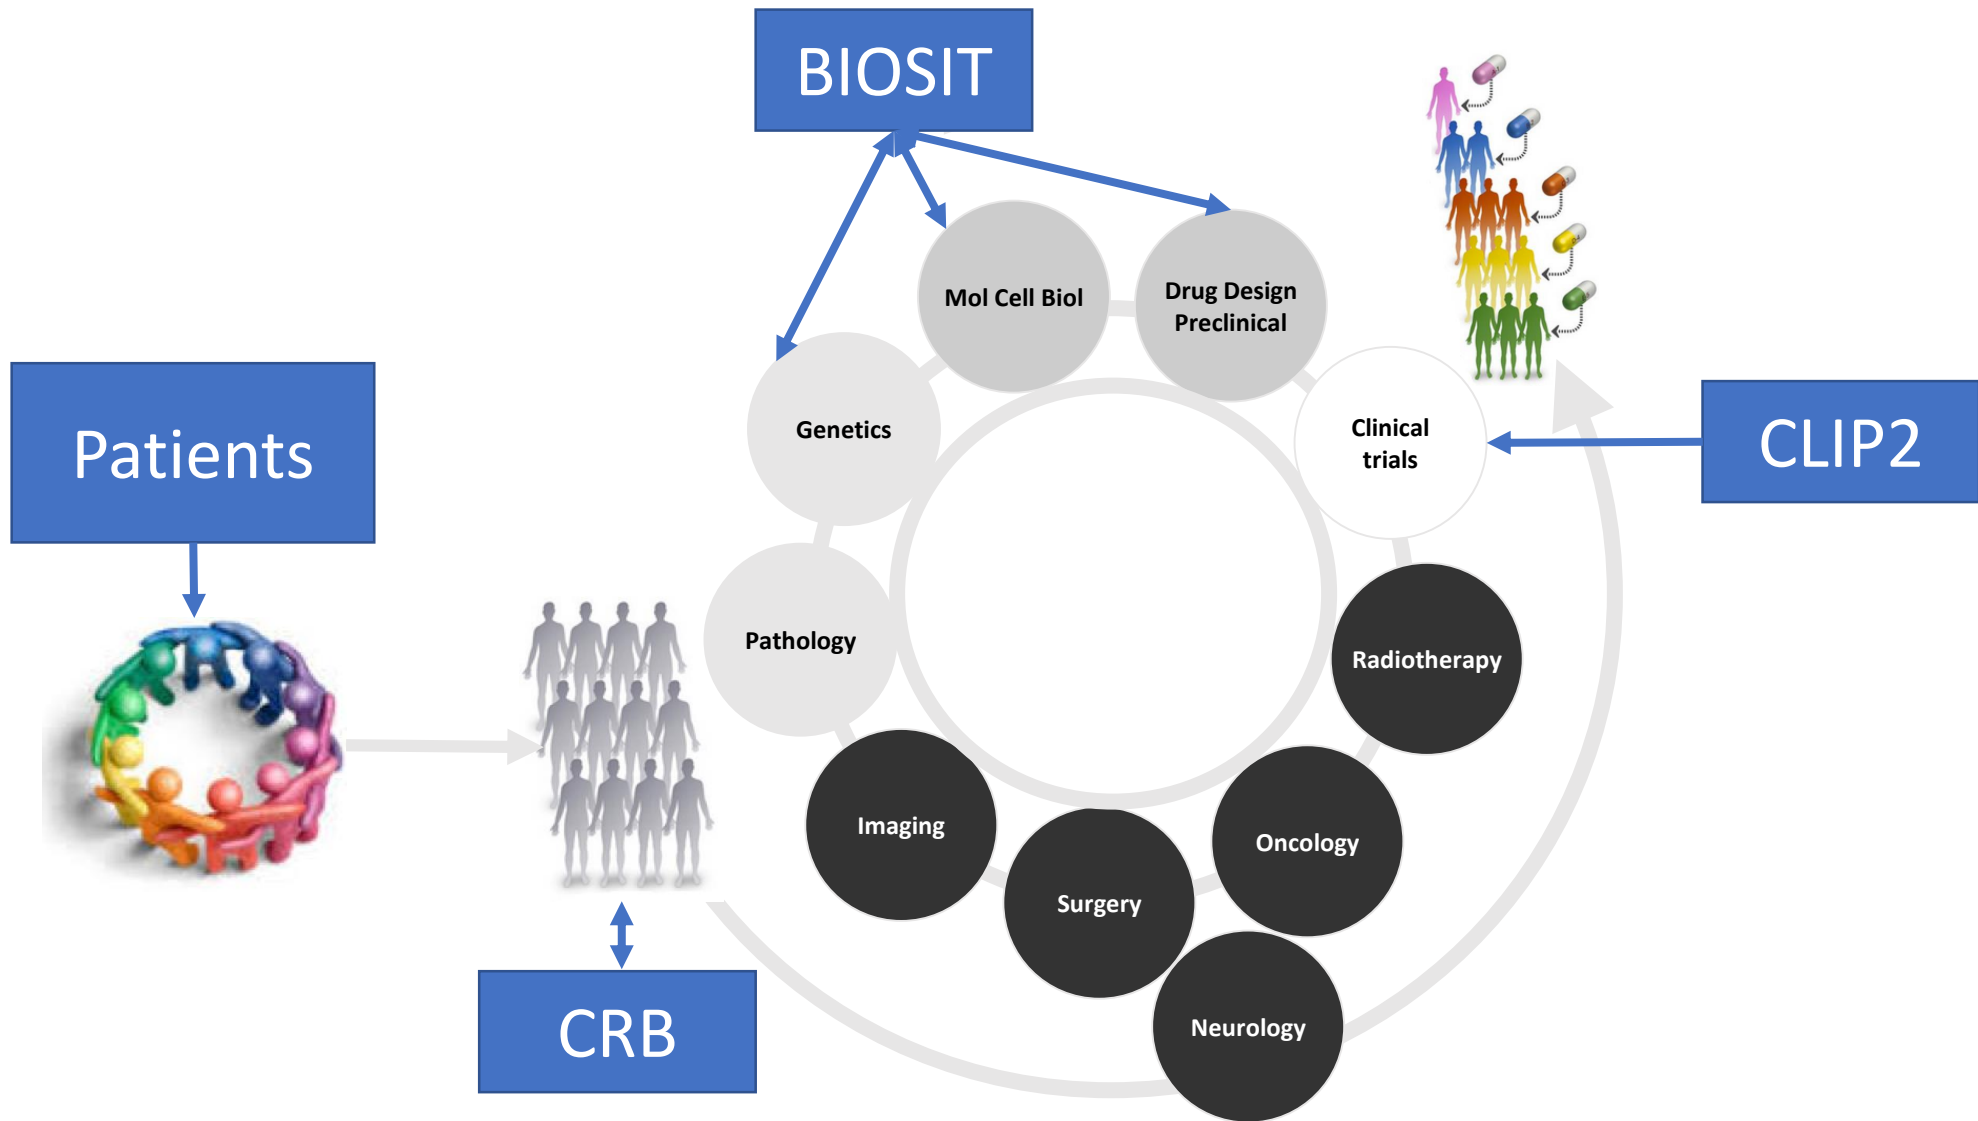 BIOSIT
Mol Cell Biol
Drug Design
Preclinical
Patients
Genetics
Clinical
trials
CLIP2
Pathology
Radiotherapy
Imaging
Oncology
Surgery
CRB
Neurology